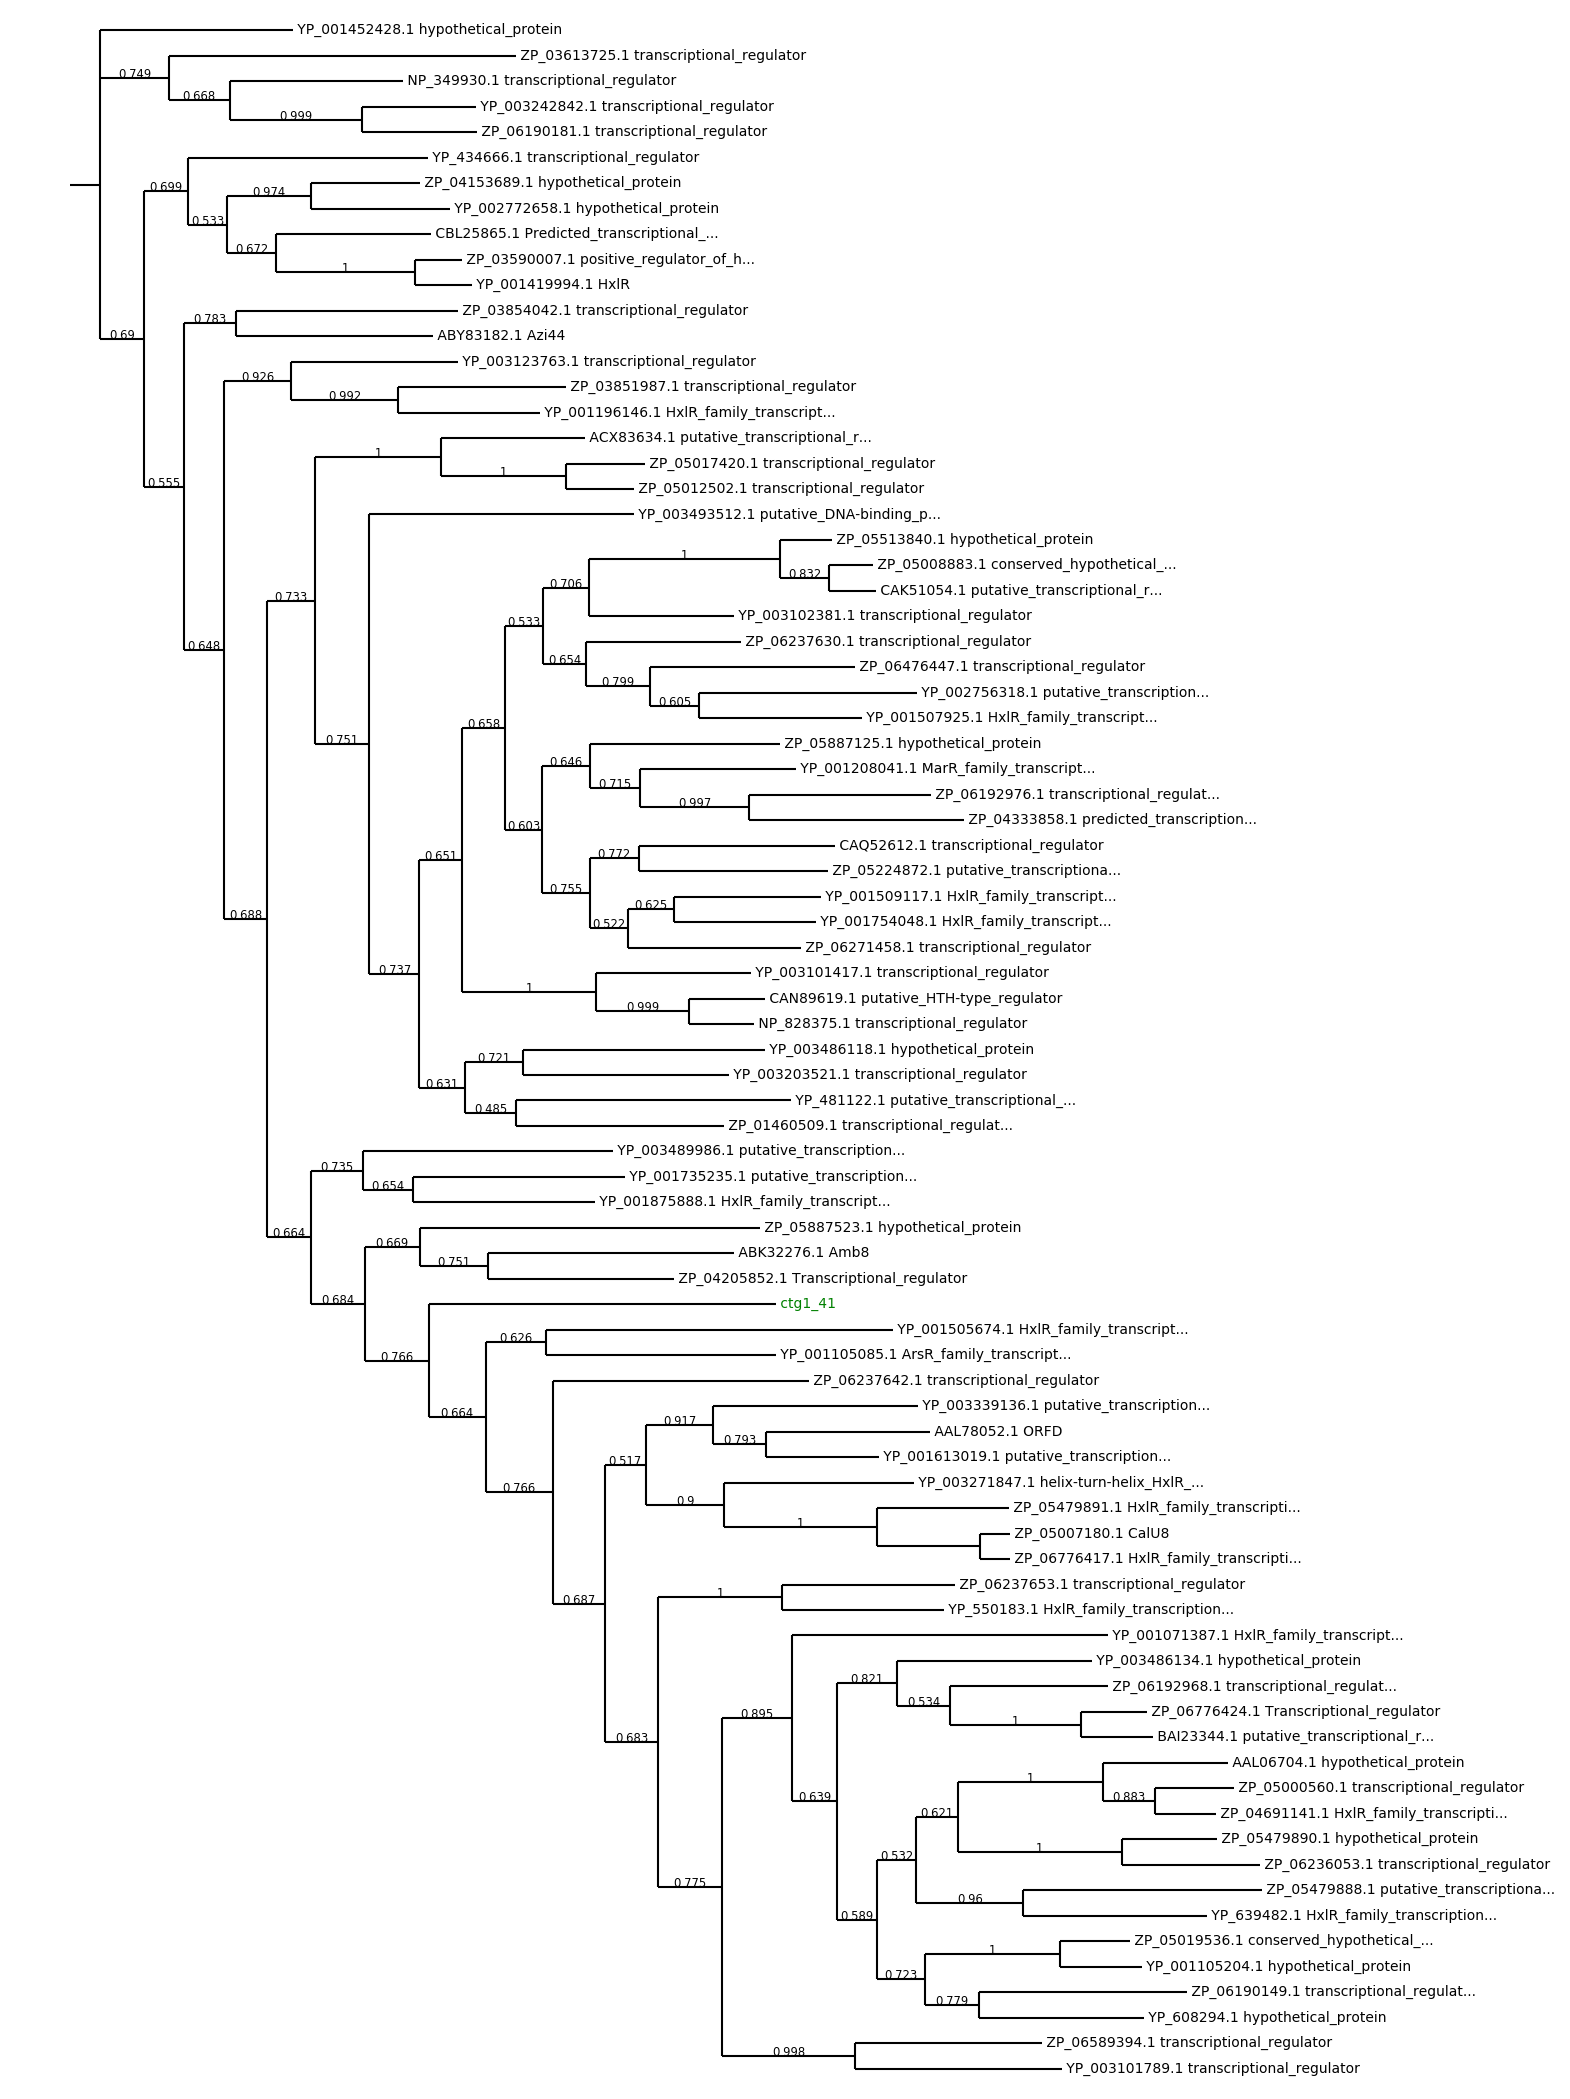 YP_001452428.1 hypothetical_protein
ZP_03613725.1 transcriptional_regulator
0.749
NP_349930.1 transcriptional_regulator
0.668
YP_003242842.1 transcriptional_regulator
0.999
ZP_06190181.1 transcriptional_regulator
YP_434666.1 transcriptional_regulator
ZP_04153689.1 hypothetical_protein
0.699
0.974
YP_002772658.1 hypothetical_protein
0.533
CBL25865.1 Predicted_transcriptional_...
0.672
ZP_03590007.1 positive_regulator_of_h...
1
YP_001419994.1 HxlR
ZP_03854042.1 transcriptional_regulator
0.783
0.69
ABY83182.1 Azi44
YP_003123763.1 transcriptional_regulator
0.926
ZP_03851987.1 transcriptional_regulator
0.992
YP_001196146.1 HxlR_family_transcript...
ACX83634.1 putative_transcriptional_r...
1
ZP_05017420.1 transcriptional_regulator
1
0.555
ZP_05012502.1 transcriptional_regulator
YP_003493512.1 putative_DNA-binding_p...
ZP_05513840.1 hypothetical_protein
1
ZP_05008883.1 conserved_hypothetical_...
0.832
0.706
CAK51054.1 putative_transcriptional_r...
0.733
YP_003102381.1 transcriptional_regulator
0.533
ZP_06237630.1 transcriptional_regulator
0.648
0.654
ZP_06476447.1 transcriptional_regulator
0.799
YP_002756318.1 putative_transcription...
0.605
YP_001507925.1 HxlR_family_transcript...
0.658
0.751
ZP_05887125.1 hypothetical_protein
0.646
YP_001208041.1 MarR_family_transcript...
0.715
ZP_06192976.1 transcriptional_regulat...
0.997
ZP_04333858.1 predicted_transcription...
0.603
CAQ52612.1 transcriptional_regulator
0.772
0.651
ZP_05224872.1 putative_transcriptiona...
0.755
YP_001509117.1 HxlR_family_transcript...
0.625
0.688
YP_001754048.1 HxlR_family_transcript...
0.522
ZP_06271458.1 transcriptional_regulator
0.737
YP_003101417.1 transcriptional_regulator
1
CAN89619.1 putative_HTH-type_regulator
0.999
NP_828375.1 transcriptional_regulator
YP_003486118.1 hypothetical_protein
0.721
YP_003203521.1 transcriptional_regulator
0.631
YP_481122.1 putative_transcriptional_...
0.485
ZP_01460509.1 transcriptional_regulat...
YP_003489986.1 putative_transcription...
0.735
YP_001735235.1 putative_transcription...
0.654
YP_001875888.1 HxlR_family_transcript...
ZP_05887523.1 hypothetical_protein
0.664
0.669
ABK32276.1 Amb8
0.751
ZP_04205852.1 Transcriptional_regulator
0.684
ctg1_41
YP_001505674.1 HxlR_family_transcript...
0.626
YP_001105085.1 ArsR_family_transcript...
0.766
ZP_06237642.1 transcriptional_regulator
YP_003339136.1 putative_transcription...
0.664
0.917
AAL78052.1 ORFD
0.793
YP_001613019.1 putative_transcription...
0.517
YP_003271847.1 helix-turn-helix_HxlR_...
0.766
0.9
ZP_05479891.1 HxlR_family_transcripti...
1
ZP_05007180.1 CalU8
ZP_06776417.1 HxlR_family_transcripti...
ZP_06237653.1 transcriptional_regulator
1
0.687
YP_550183.1 HxlR_family_transcription...
YP_001071387.1 HxlR_family_transcript...
YP_003486134.1 hypothetical_protein
0.821
ZP_06192968.1 transcriptional_regulat...
0.534
ZP_06776424.1 Transcriptional_regulator
0.895
1
BAI23344.1 putative_transcriptional_r...
0.683
AAL06704.1 hypothetical_protein
1
ZP_05000560.1 transcriptional_regulator
0.639
0.883
ZP_04691141.1 HxlR_family_transcripti...
0.621
ZP_05479890.1 hypothetical_protein
1
0.532
ZP_06236053.1 transcriptional_regulator
0.775
ZP_05479888.1 putative_transcriptiona...
0.96
0.589
YP_639482.1 HxlR_family_transcription...
ZP_05019536.1 conserved_hypothetical_...
1
YP_001105204.1 hypothetical_protein
0.723
ZP_06190149.1 transcriptional_regulat...
0.779
YP_608294.1 hypothetical_protein
ZP_06589394.1 transcriptional_regulator
0.998
YP_003101789.1 transcriptional_regulator